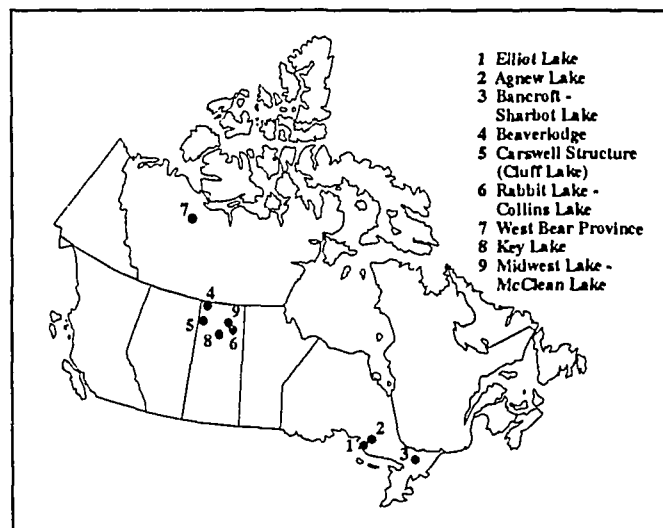 1 Elliot Lake
2 Agnew Lake
3 Bancroft -
Sharbot Lake
4 Beaverlodge
5 Carswell Structure
(Cluff Lake)
6 Rabbit Lake -
Collins Lake
7 West Bear Province
8 Key Lake
9 Midwest Lake -
McClean Lake
7
4
9
5
8
6
2
1
3